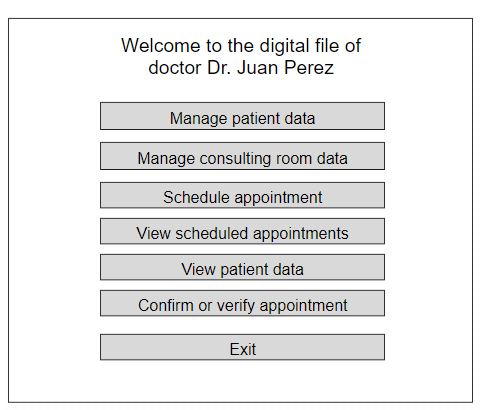 Welcome to the digital file of
doctor Dr. Juan Perez
Manage patient data
Manage consulting room data
Schedule appointment
View scheduled appointments
View patient data
Confirm or verify appointment
Exit